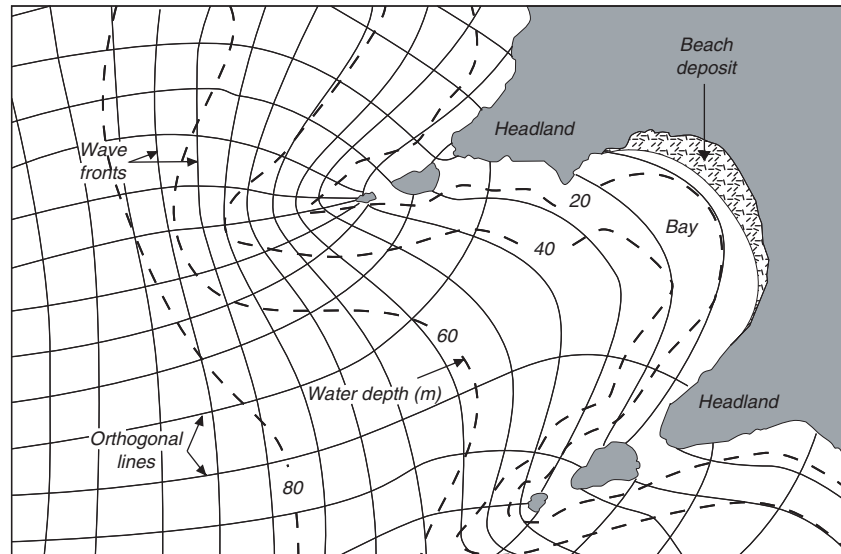 Beach
deposit
Headland
Wave
fronts
20
Bay
40
60
Water depth (m)
Headland
Orthogonal
lines
80